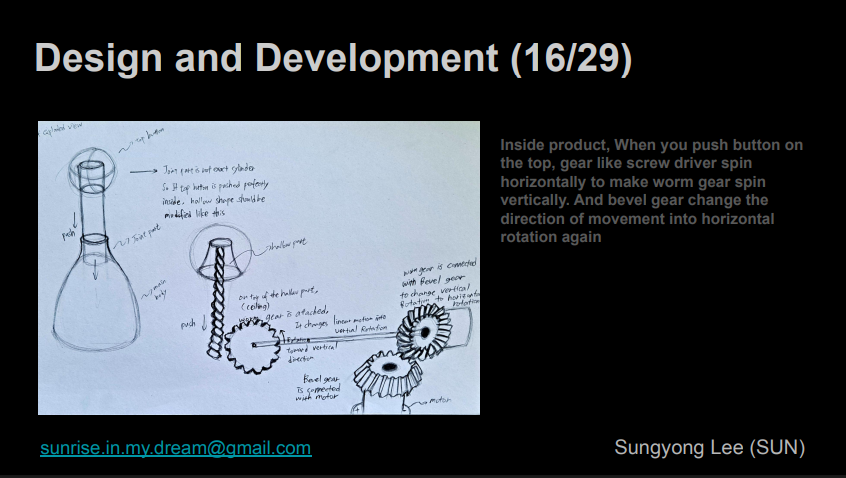 Design and Development (16/29)
exploded view
top button
Joint part is not exact cylinder
So If top button is pushed perfectly
inside, hollow shape should be
modified like this
push
Joint part
main
body
hollow part
on top of the hollow part,
(ceiling)
worm gear is atached,
It changes linear motion into
vertial Rotation
push
Rotation
toward vertical
direction
worm gear is connected
with Bevel gear
to change vertical
Rotation to horizontal
Rotation
Bevel gear
is connected
with motor
motor
Inside product, When you push button on
the top, gear like screw driver spin
horizontally to make worm gear spin
vertically. And bevel gear change the
direction of movement into horizontal
rotation again
sunrise.in.my.dream@gmail.com
Sungyong Lee (SUN)